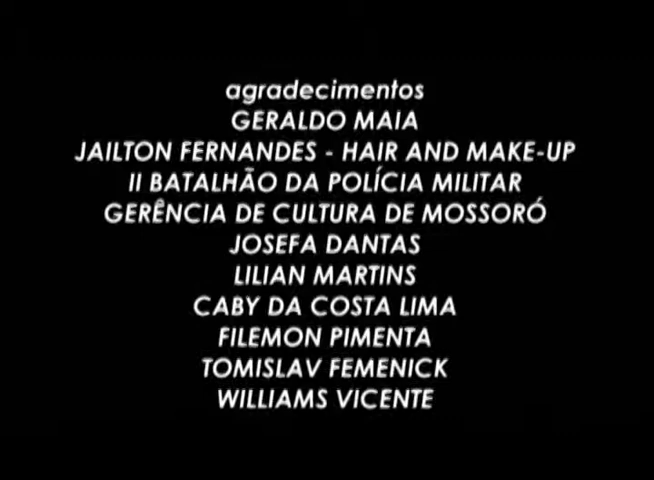 agradecimentos
GERALDO MAIA
JAILTON FERNANDES - HAIR AND MAKE-UP
II BATALHÃO DA POLÍCIA MILITAR
GERÊNCIA DE CULTURA DE MOSSORÓ
JOSEFA DANTAS
LILIAN MARTINS
CABY DA COSTA LIMA
FILEMON PIMENTA
TOMISLAV FEMENICK
WILLIAMS VICENTE